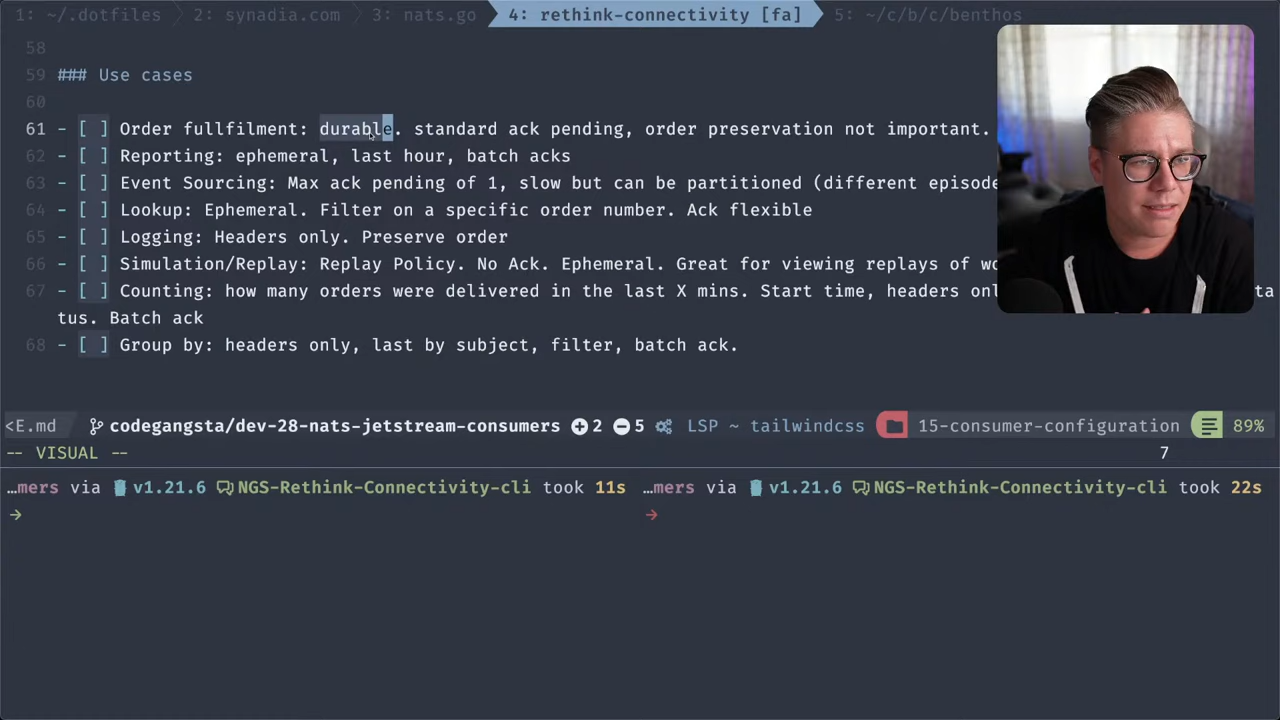 1: ~/.dotfiles 2: synadia.com 3: nats.go 4: rethink-connectivity [fa] 5: ~/c/b/c/benthos
58
59 ### Use cases
60
61 - [ ] Order fullfilment: durable. standard ack pending, order preservation not important.
62 - [ ] Reporting: ephemeral, last hour, batch acks
63 - [ ] Event Sourcing: Max ack pending of 1, slow but can be partitioned (different episode
64 - [ ] Lookup: Ephemeral. Filter on a specific order number. Ack flexible
65 - [ ] Logging: Headers only. Preserve order
66 - [ ] Simulation/Replay: Replay Policy. No Ack. Ephemeral. Great for viewing replays of
67 - [ ] Counting: how many orders were delivered in the last X mins. Start time, headers
tus. Batch ack
68 - [ ] Group by: headers only, last by subject, filter, batch ack.
<E.md codegangsta/dev-28-nats-jetstream-consumers 2 5 LSP ~ tailwindcss 15-consumer-configuration 89%
-- VISUAL -- 7
…mers via v1.21.6 NGS-Rethink-Connectivity-cli took 11s
→
…mers via v1.21.6 NGS-Rethink-Connectivity-cli took 22s
→